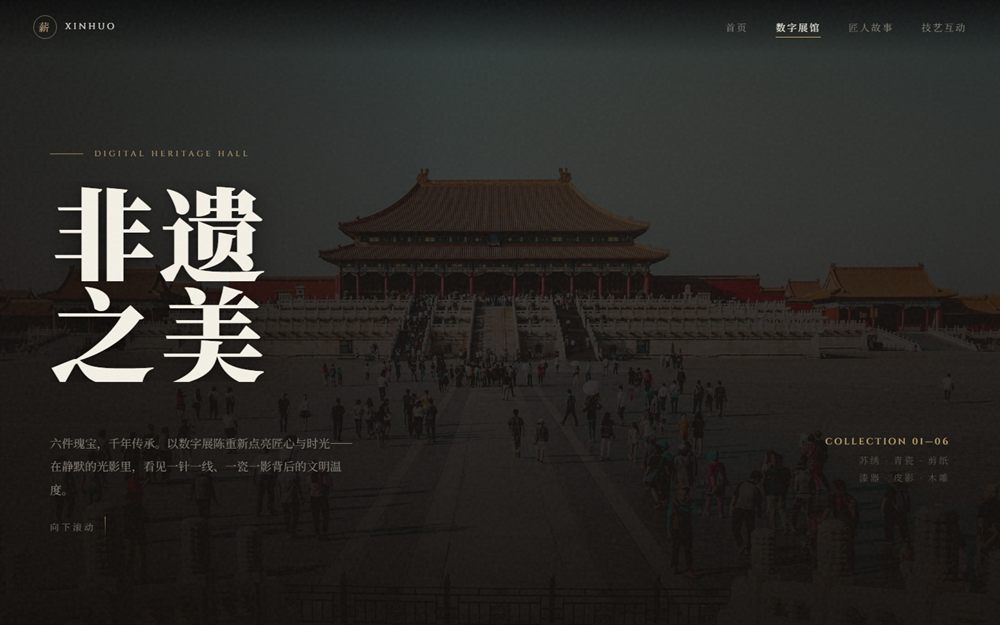 薪 XINHUO
首页 数字展馆 匠人故事 技艺互动
DIGITAL HERITAGE HALL
非遗
之美
六件瑰宝，千年传承。以数字展陈重新点亮匠心与时光——
在静默的光影里，看见一针一线、一瓷一影背后的文明温
度。
向下滚动
COLLECTION 01—06
苏绣 · 青瓷 · 剪纸
漆器 · 皮影 · 木雕